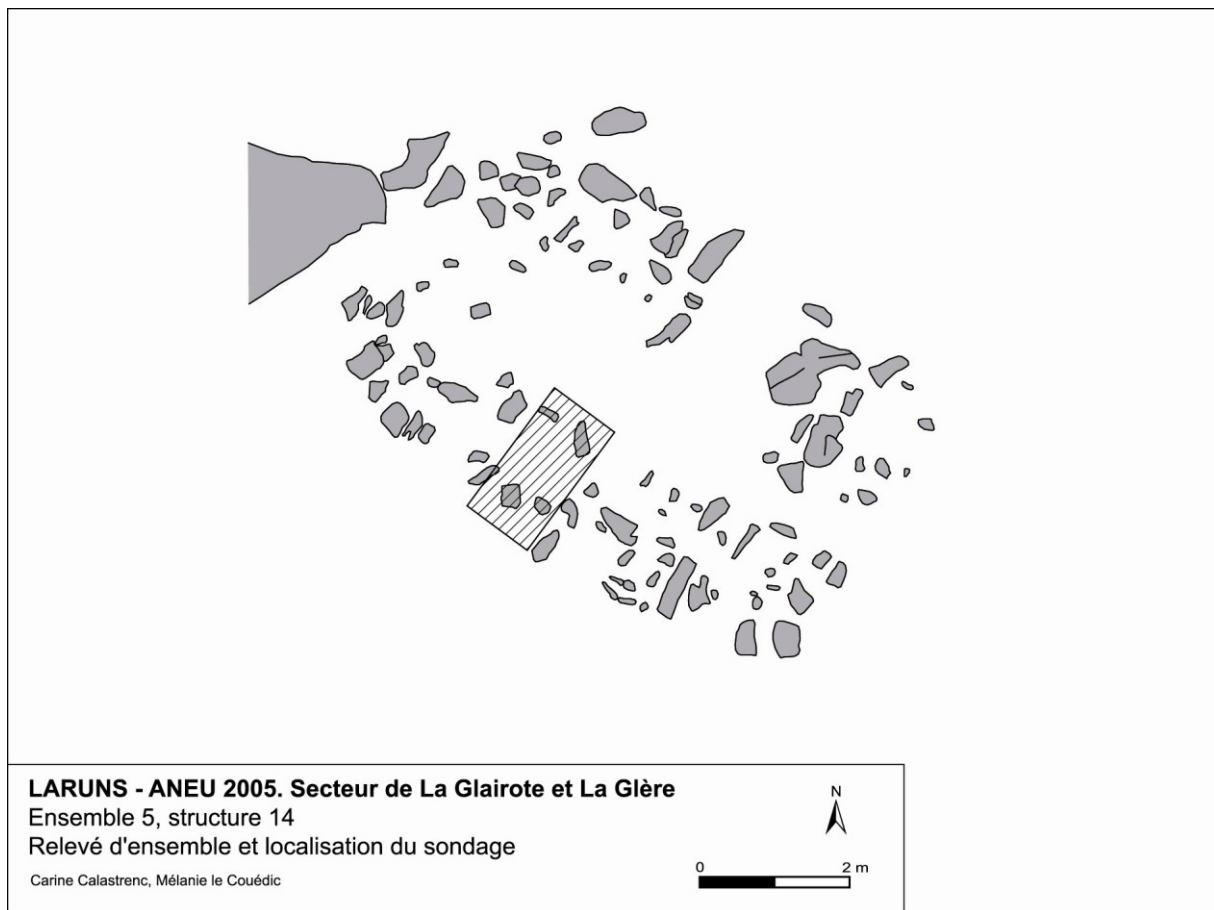 LARUNS - ANEU 2005. Secteur de La Glairote et La Glère
Ensemble 5, structure 14
Relevé d'ensemble et localisation du sondage
Carine Calastrenc, Mélanie le Couédic
N
0 2 m